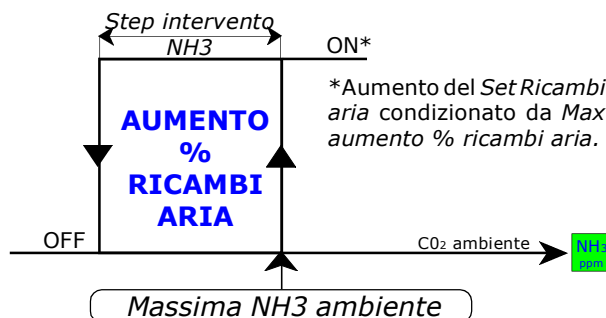 Step intervento
NH3
ON*
*Aumento del Set Ricambi
aria condizionato da Max
aumento % ricambi aria.
AUMENTO
%
RICAMBI
ARIA
OFF
C0₂ ambiente
NH3
ppm
Massima NH3 ambiente